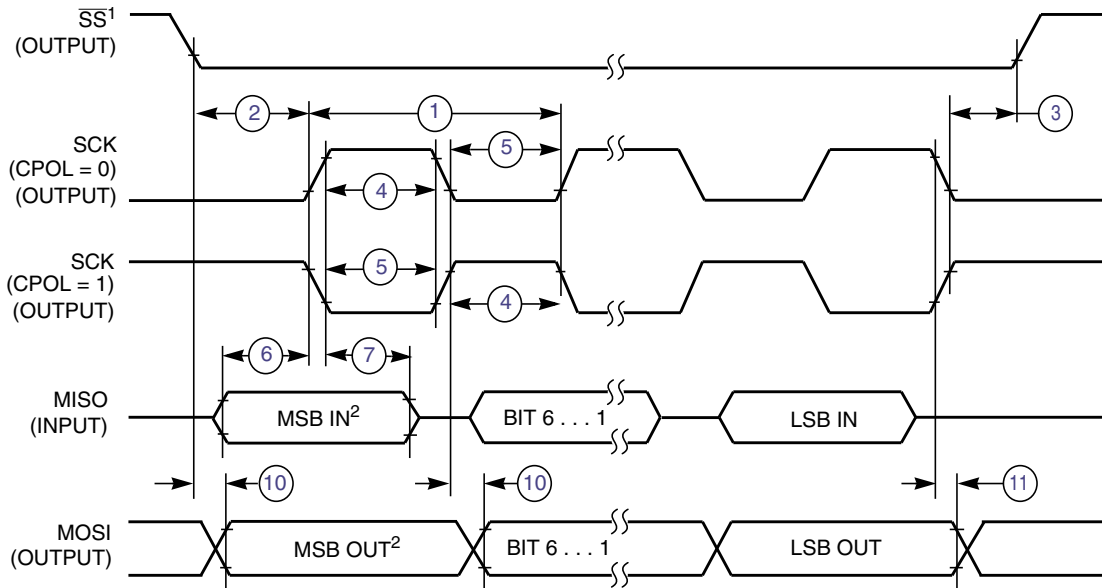 SS¹
(OUTPUT)
2
1
3
SCK
(CPOL = 0)
(OUTPUT)
5
4
SCK
(CPOL = 1)
(OUTPUT)
5
4
6
7
MISO
(INPUT)
MSB IN²
BIT 6 . . . 1
LSB IN
10
10
11
MOSI
(OUTPUT)
MSB OUT²
BIT 6 . . . 1
LSB OUT